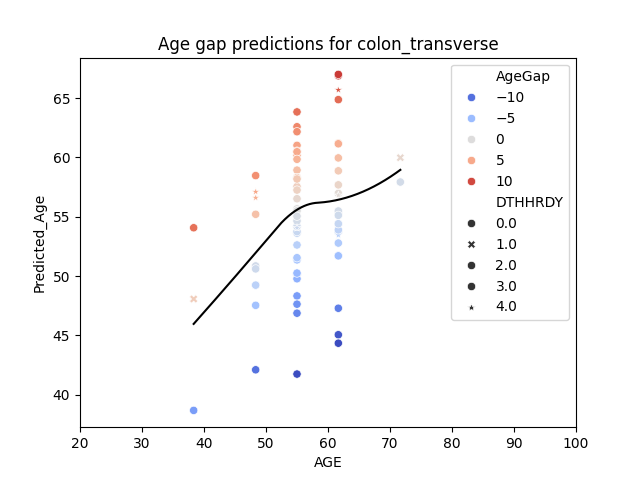 Age gap predictions for colon_transverse
Predicted_Age
65
60
55
50
45
40
20 30 40 50 60 70 80 90 100
AGE
AgeGap
−10
−5
0
5
10
DTHHRDY
0.0
1.0
2.0
3.0
4.0